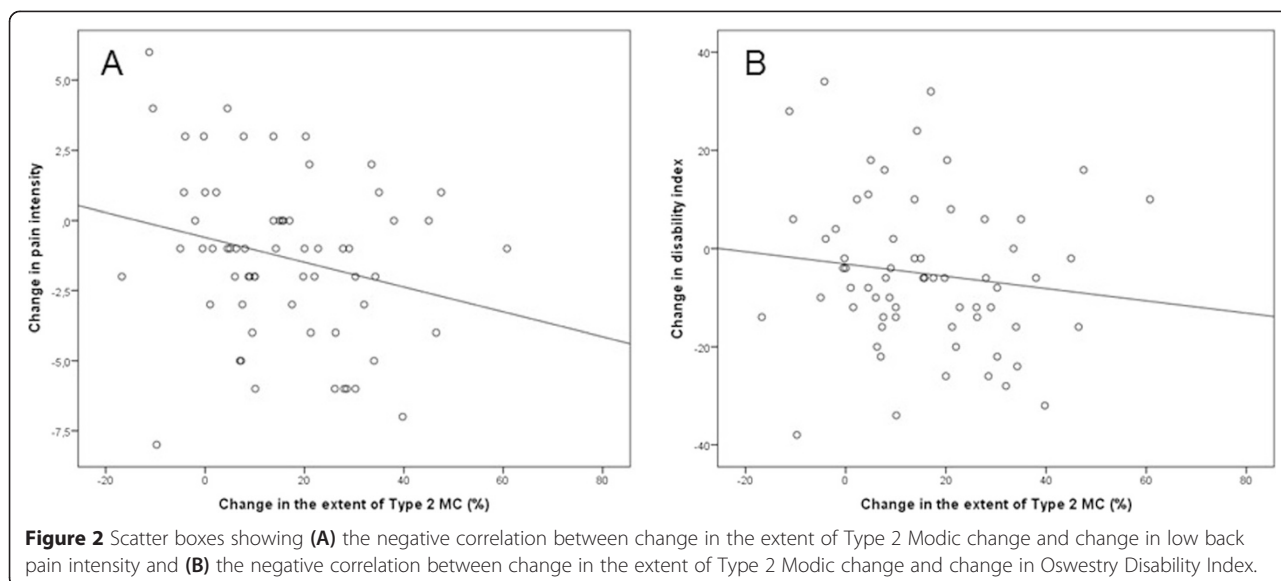 A
Change in pain intensity
5,0
2,5
,0
-2,5
-5,0
-7,5
-20 0 20 40 60 80
Change in the extent of Type 2 MC (%)
B
Change in disability index
40
20
0
-20
-40
-20 0 20 40 60 80
Change in the extent of Type 2 MC (%)
Figure 2 Scatter boxes showing (A) the negative correlation between change in the extent of Type 2 Modic change and change in low back
pain intensity and (B) the negative correlation between change in the extent of Type 2 Modic change and change in Oswestry Disability Index.